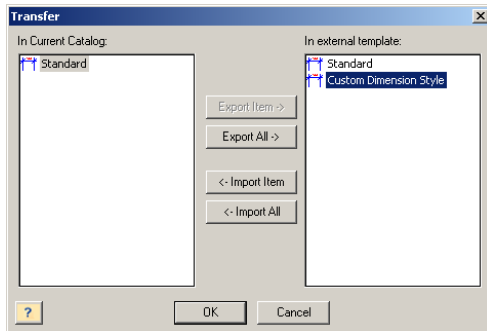 Transfer
In Current Catalog:
In external template:
Standard
Standard
Custom Dimension Style
Export Item ->
Export All ->
<- Import Item
<- Import All
?
OK
Cancel